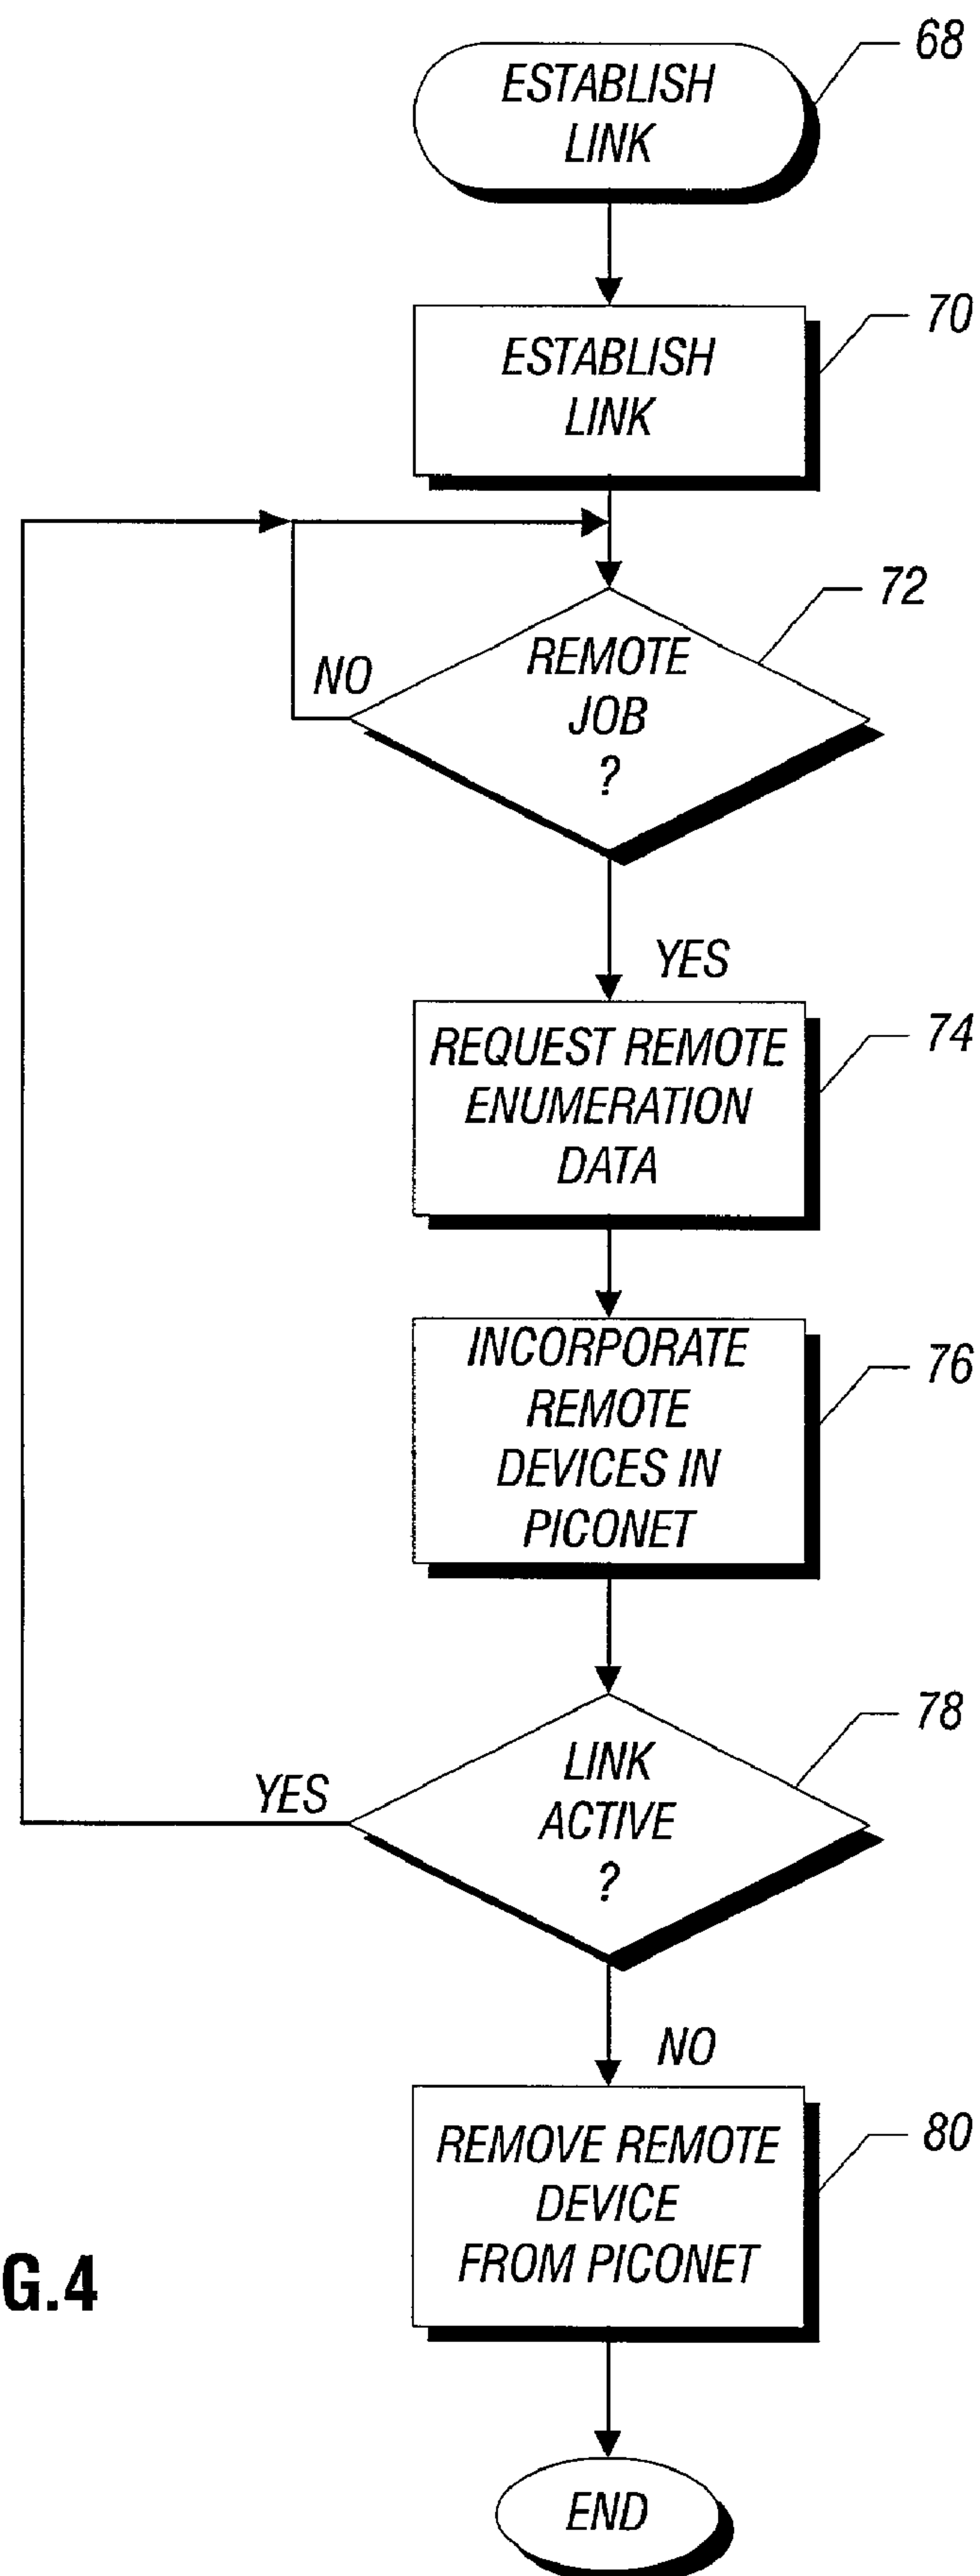 68
ESTABLISH
LINK
70
ESTABLISH
LINK
72
REMOTE
JOB
?
NO
YES
74
REQUEST REMOTE
ENUMERATION
DATA
76
INCORPORATE
REMOTE
DEVICES IN
PICONET
78
LINK
ACTIVE
?
YES
NO
80
REMOVE REMOTE
DEVICE
FROM PICONET
G.4
END